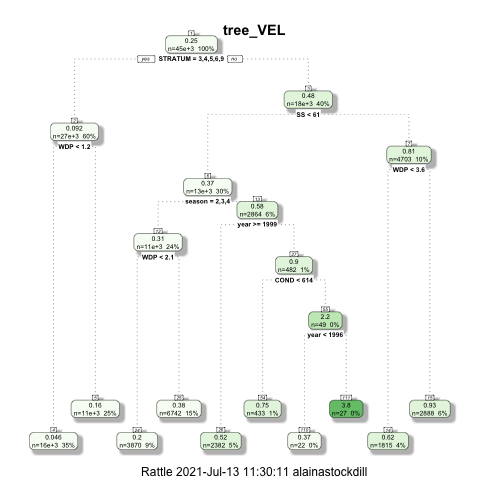 tree_VEL
1
0.25
n=45e+3 100%
yes STRATUM = 3,4,5,6,9 no
3
0.48
n=18e+3 40%
SS < 61
2
0.092
n=27e+3 60%
WDP < 1.2
7
0.81
n=4703 10%
WDP < 3.6
6
0.37
n=13e+3 30%
season = 2,3,4
13
0.58
n=2864 6%
year >= 1999
12
0.31
n=11e+3 24%
WDP < 2.1
27
0.9
n=482 1%
COND < 614
55
2.2
n=49 0%
year < 1996
5
0.16
n=11e+3 25%
25
0.38
n=6742 15%
54
0.75
n=433 1%
111
3.8
n=27 0%
15
0.93
n=2888 6%
4
0.046
n=16e+3 35%
24
0.2
n=3870 9%
26
0.52
n=2382 5%
110
0.37
n=22 0%
14
0.62
n=1815 4%
Rattle 2021-Jul-13 11:30:11 alainastockdill